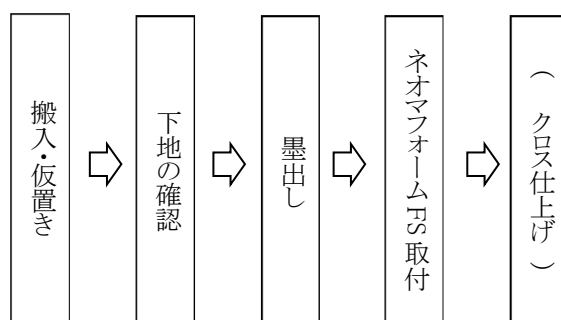 搬入・仮置き
下地の確認
墨出し
ネオマフォームFS取付
（クロス仕上げ）